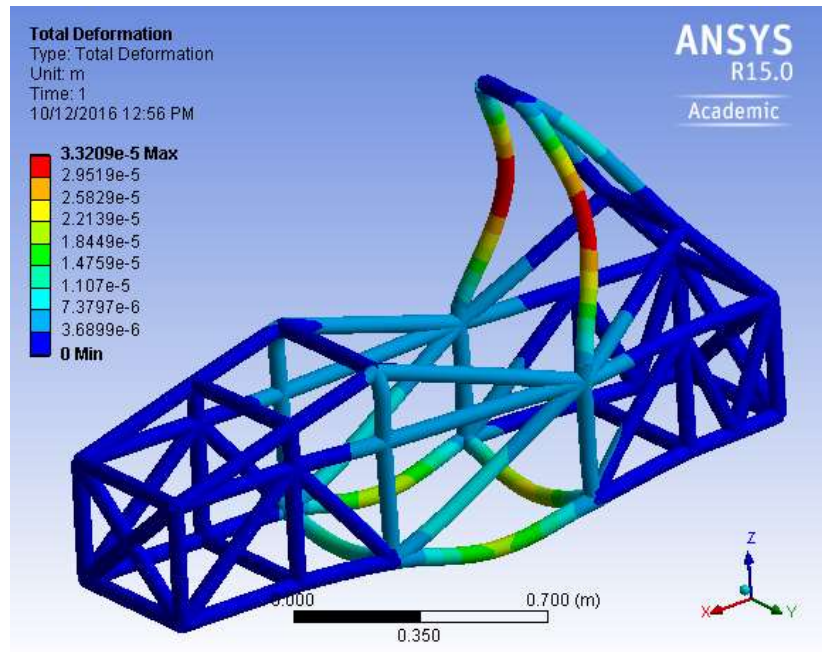 Total Deformation
Type: Total Deformation
Unit: m
Time: 1
10/12/2016 12:56 PM
ANSYS
R15.0
Academic
3.3209e-5 Max
2.9519e-5
2.5829e-5
2.2139e-5
1.8449e-5
1.4759e-5
1.107e-5
7.3797e-6
3.6899e-6
0 Min
0.700 (m)
0.350
Z
X
Y